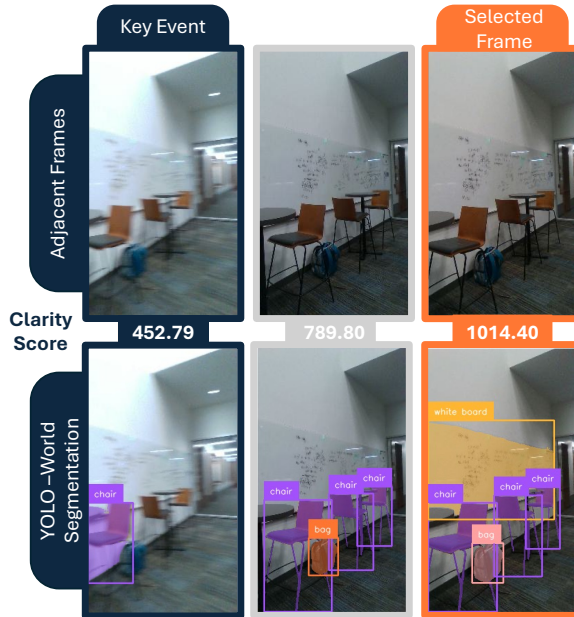 Key Event
Selected
Frame
Adjacent Frames
Clarity
Score
452.79
789.80
1014.40
YOLO –World
Segmentation
chair
chair
chair
chair
bag
white board
chair
chair
chair
bag